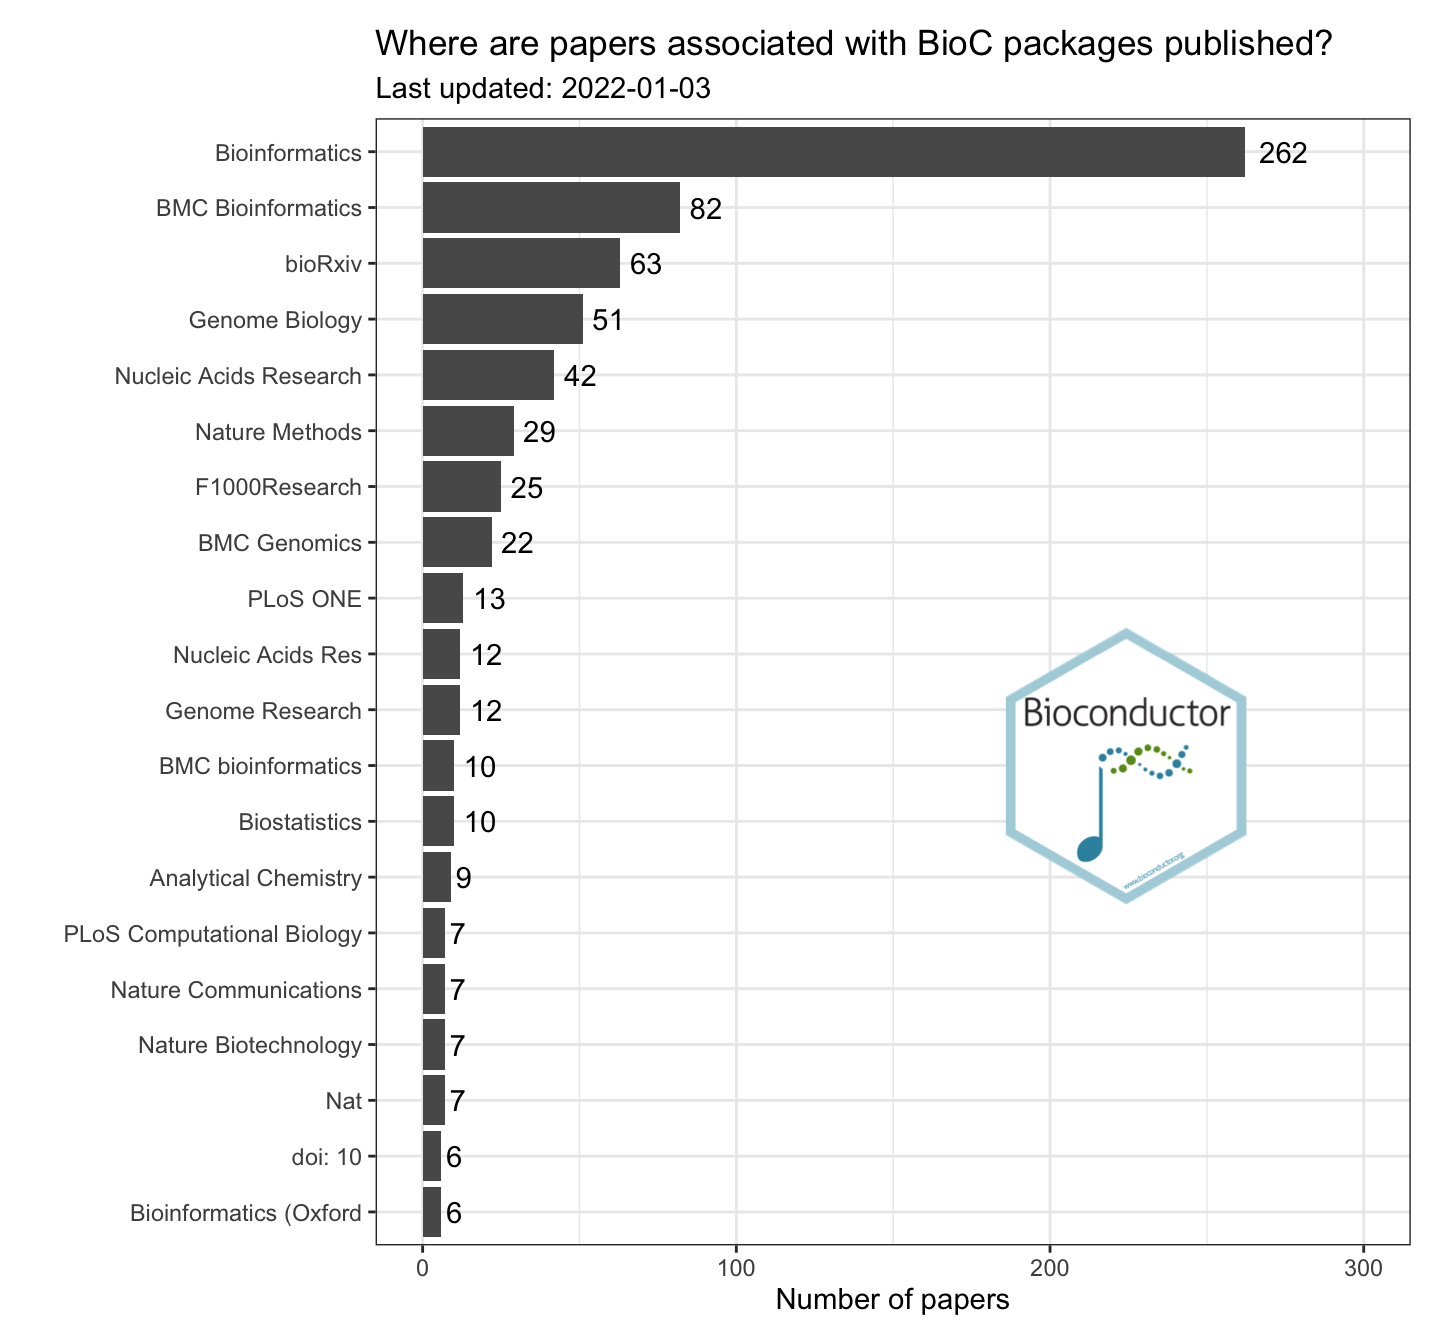 Where are papers associated with BioC packages published?
Last updated: 2022-01-03
Bioinformatics 262
BMC Bioinformatics 82
bioRxiv 63
Genome Biology 51
Nucleic Acids Research 42
Nature Methods 29
F1000Research 25
BMC Genomics 22
PLoS ONE 13
Nucleic Acids Res 12
Genome Research 12
BMC bioinformatics 10
Biostatistics 10
Analytical Chemistry 9
PLoS Computational Biology 7
Nature Communications 7
Nature Biotechnology 7
Nat 7
doi: 10 6
Bioinformatics (Oxford 6
0 100 200 300
Number of papers
Bioconductor
www.bioconductor.org